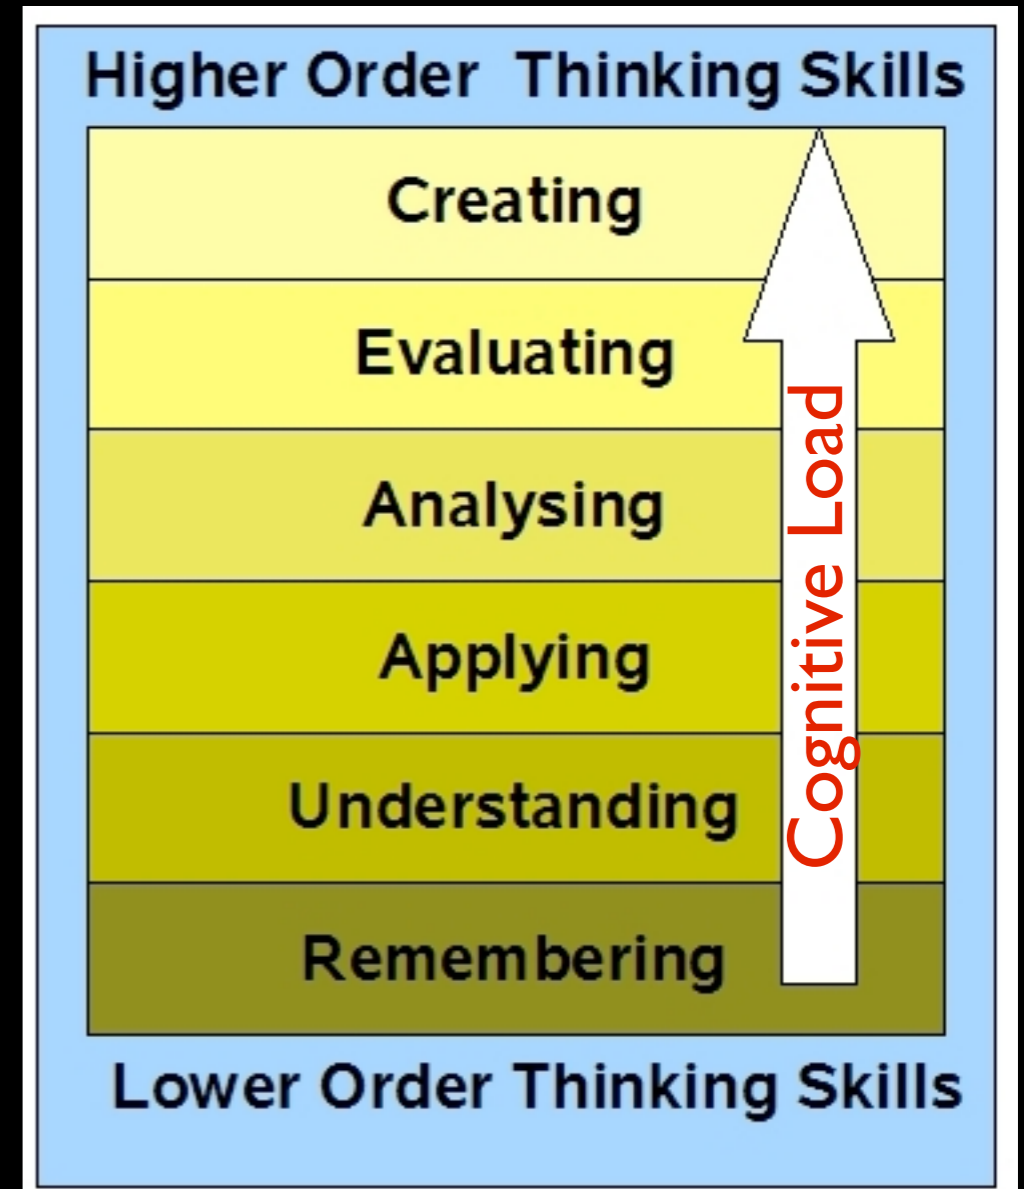 Higher Order Thinking Skills
Creating
Evaluating
Analysing
Applying
Understanding
Remembering
Cognitive Load
Lower Order Thinking Skills